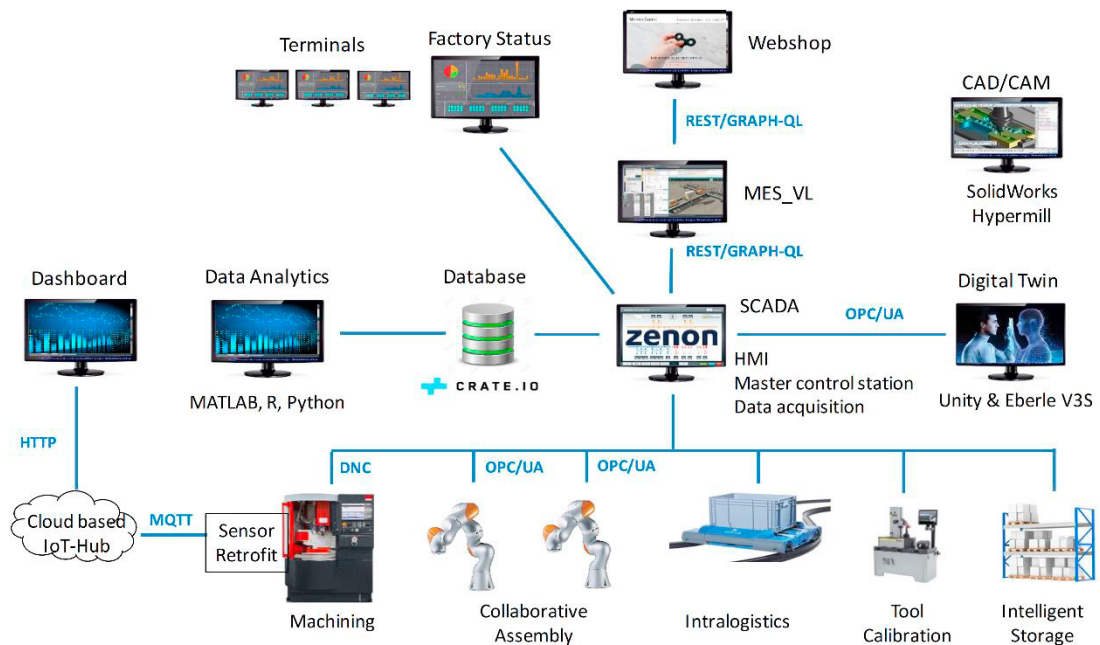 Terminals
Factory Status
Webshop
CAD/CAM
REST/GRAPH-QL
MES_VL
SolidWorks
Hypermill
REST/GRAPH-QL
Dashboard
Data Analytics
Database
SCADA
OPC/UA
Digital Twin
zenon
HMI
Master control station
Data acquisition
CRATE.IO
MATLAB, R, Python
Unity & Eberle V3S
HTTP
DNC
OPC/UA
OPC/UA
Cloud based
IoT-Hub
MQTT
Sensor
Retrofit
Machining
Collaborative
Assembly
Intralogistics
Tool
Calibration
Intelligent
Storage